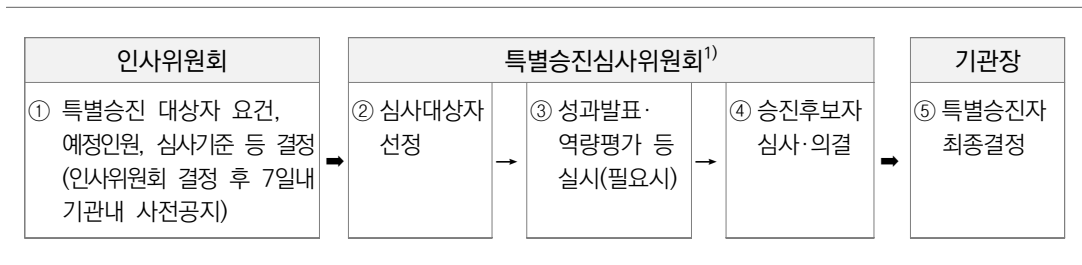 인사위원회
① 특별승진 대상자 요건,
예정인원, 심사기준 등 결정
(인사위원회 결정 후 7일내
기관내 사전공지)
➡
특별승진심사위원회1)
② 심사대상자
선정
→
③ 성과발표·
역량평가 등
실시(필요시)
→
④ 승진후보자
심사·의결
➡
기관장
⑤ 특별승진자
최종결정